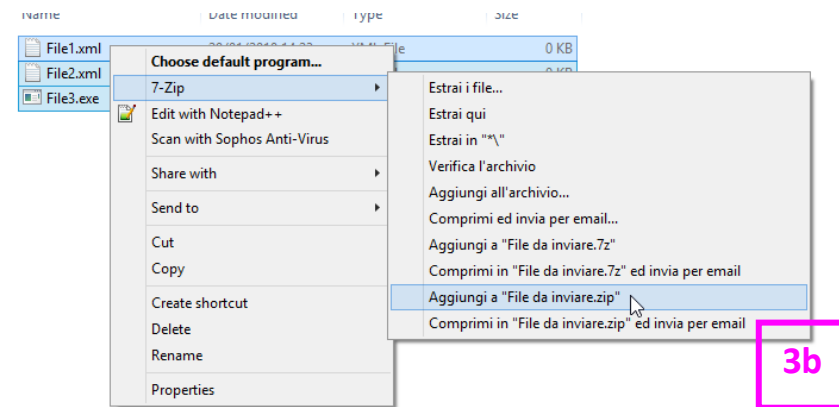 Name Date modified Type Size
File1.xml 0 KB
File2.xml 0 KB
File3.exe
Choose default program...
7-Zip
Edit with Notepad++
Scan with Sophos Anti-Virus
Share with
Send to
Cut
Copy
Create shortcut
Delete
Rename
Properties
Estrai i file...
Estrai qui
Estrai in "*\"
Verifica l'archivio
Aggiungi all'archivio...
Comprimi ed invia per email...
Aggiungi a "File da inviare.7z"
Comprimi in "File da inviare.7z" ed invia per email
Aggiungi a "File da inviare.zip"
Comprimi in "File da inviare.zip" ed invia per email
3b